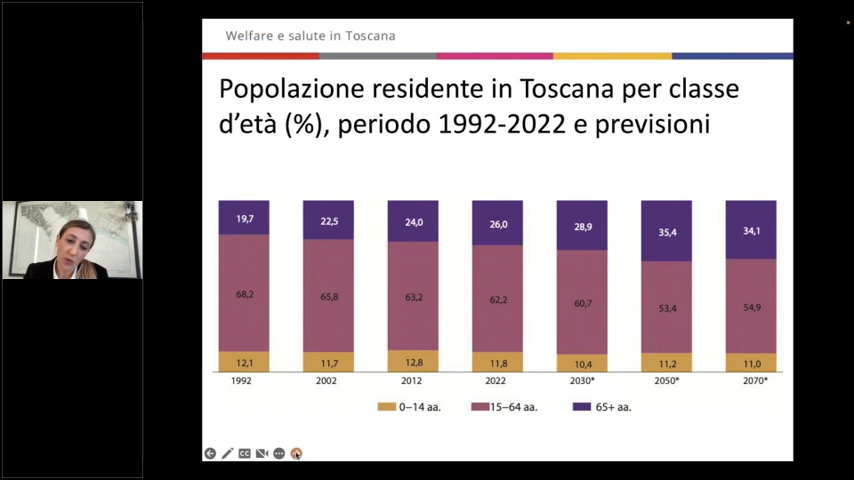 Welfare e salute in Toscana
Popolazione residente in Toscana per classe
d'età (%), periodo 1992-2022 e previsioni
19,7 22,5 24,0 26,0 28,9 35,4 34,1
68,2 65,8 63,2 62,2 60,7 53,4 54,9
12,1 11,7 12,8 11,8 10,4 11,2 11,0
1992 2002 2012 2022 2030* 2050* 2070*
0–14 aa. 15–64 aa. 65+ aa.
CC